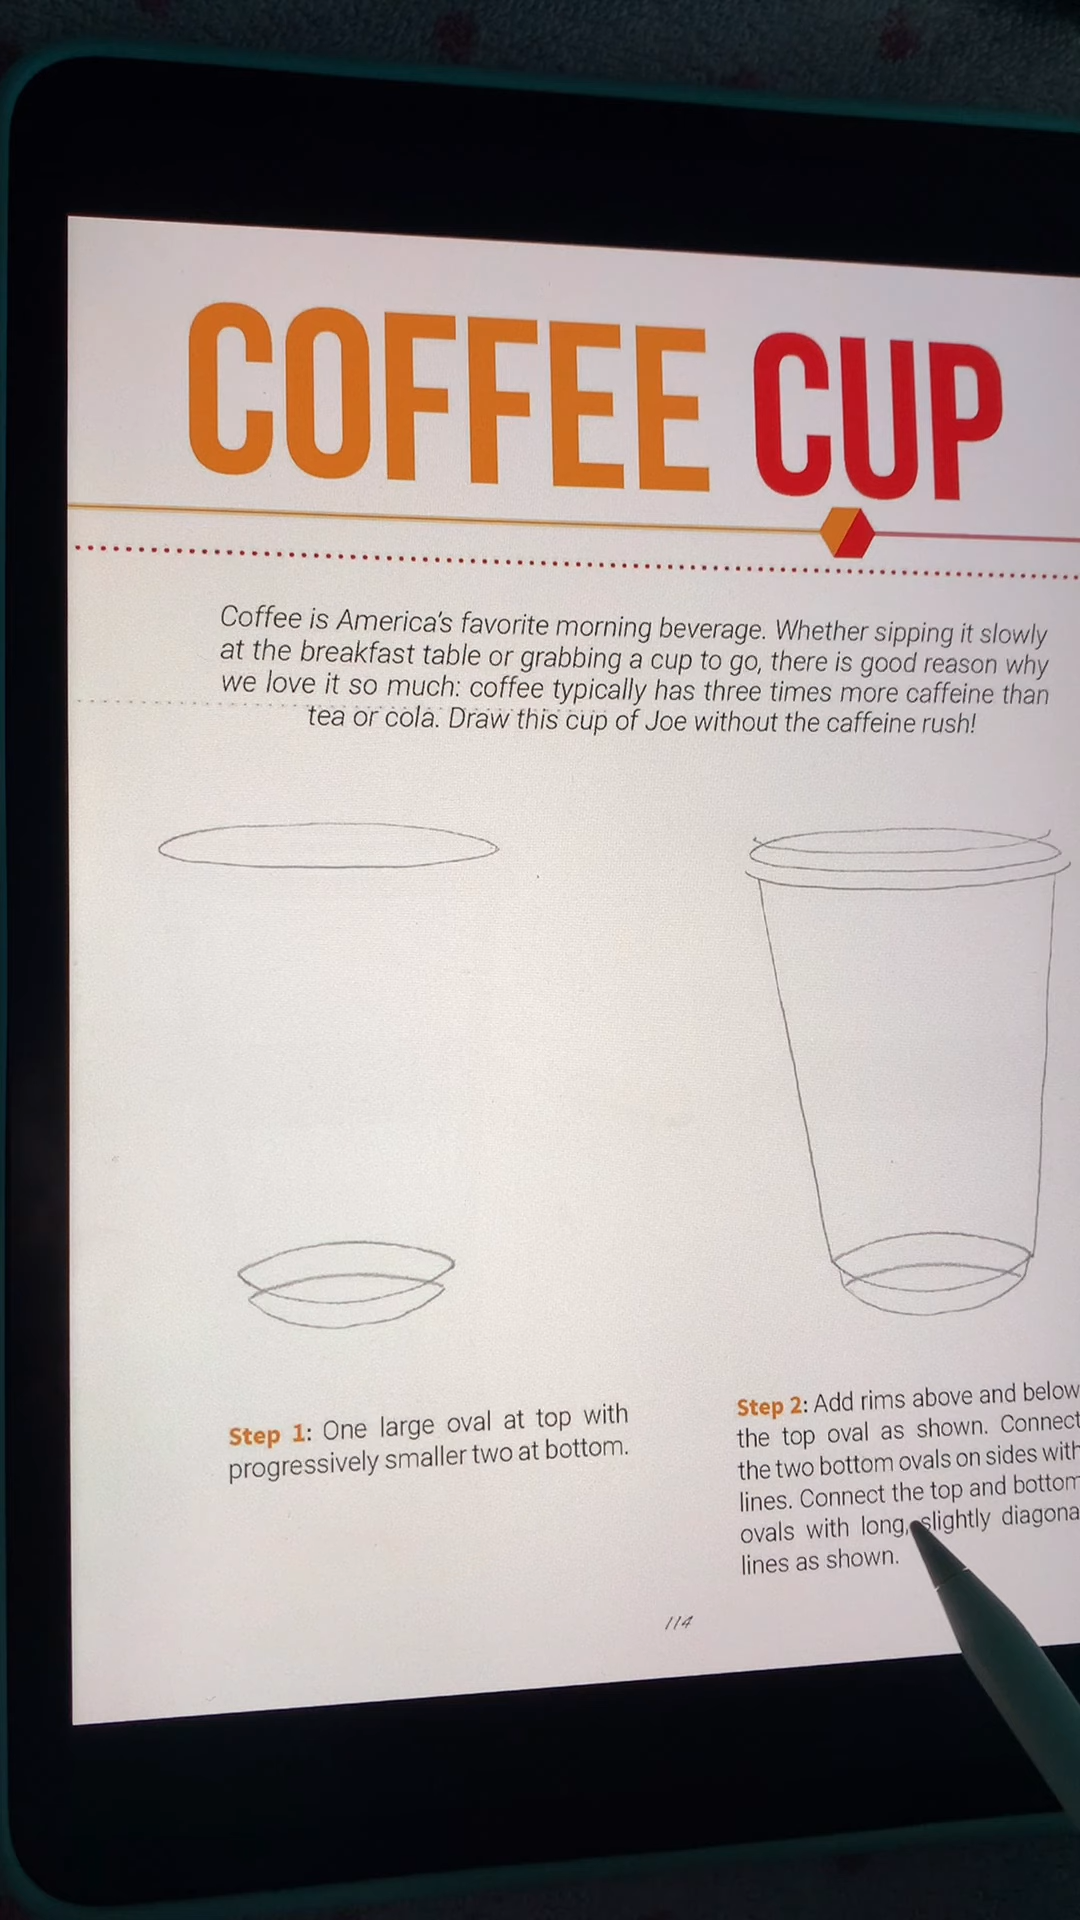 COFFEE CUP
Coffee is America's favorite morning beverage. Whether sipping it slowly
at the breakfast table or grabbing a cup to go, there is good reason why
we love it so much: coffee typically has three times more caffeine than
tea or cola. Draw this cup of Joe without the caffeine rush!
Step 1: One large oval at top with
progressively smaller two at bottom.
Step 2: Add rims above and below
the top oval as shown. Connect
the two bottom ovals on sides with
lines. Connect the top and bottom
ovals with long, slightly diagona
lines as shown.
114